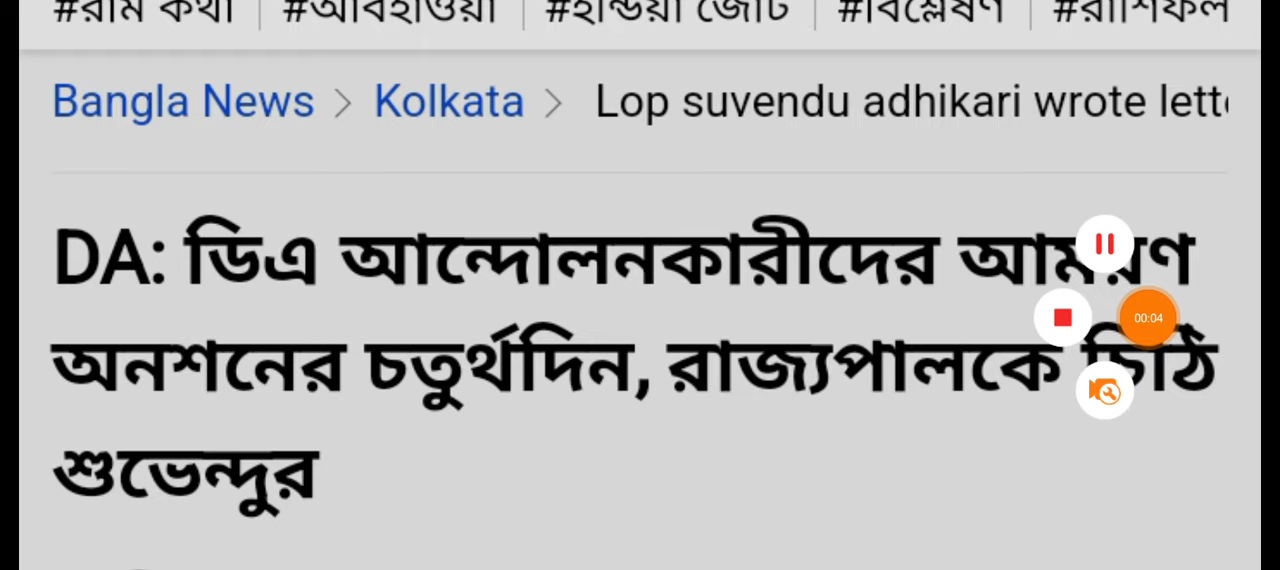 #রাম কথা #আবহাওয়া #ইন্ডিয়া জোট #বিশ্লেষণ #রাশিফল
Bangla News > Kolkata > Lop suvendu adhikari wrote lette
DA: ডিএ আন্দোলনকারীদের আমরণ
অনশনের চতুর্থদিন, রাজ্যপালকে চিঠি
শুভেন্দুর
00:04